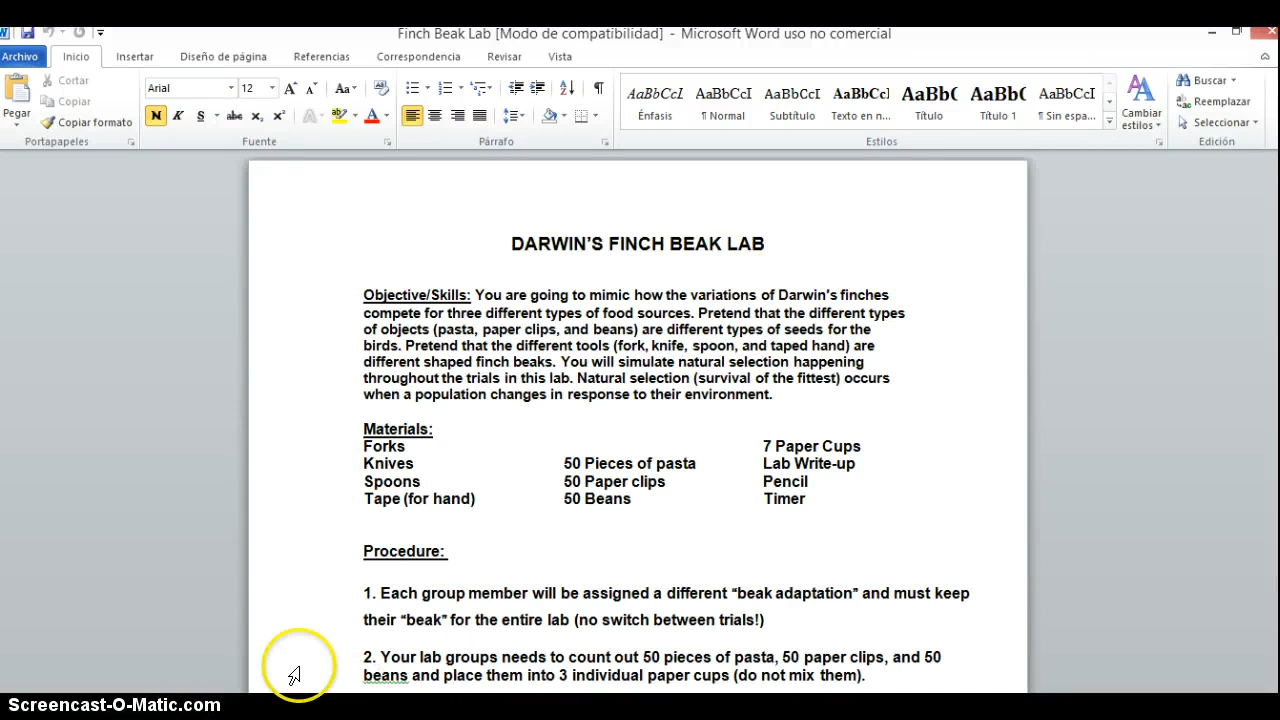 Finch Beak Lab [Modo de compatibilidad] - Microsoft Word uso no comercial
Archivo Inicio Insertar Diseño de página Referencias Correspondencia Revisar Vista
Cortar
Copiar
Copiar formato
Pegar
Portapapeles
Arial 12 Aa
N K S abc x₂ x² A ab A
Fuente
Párrafo
AaBbCcL AaBbCcI AaBbCcI AaBbCcI AaBb( AaBb( AaBbCcI
Énfasis ¶ Normal Subtítulo Texto en n... Título Título 1 ¶ Sin espa...
Cambiar estilos
Estilos
Buscar
Reemplazar
Seleccionar
Edición
DARWIN'S FINCH BEAK LAB
Objective/Skills: You are going to mimic how the variations of Darwin's finches
compete for three different types of food sources. Pretend that the different types
of objects (pasta, paper clips, and beans) are different types of seeds for the
birds. Pretend that the different tools (fork, knife, spoon, and taped hand) are
different shaped finch beaks. You will simulate natural selection happening
throughout the trials in this lab. Natural selection (survival of the fittest) occurs
when a population changes in response to their environment.
Materials:
Forks 7 Paper Cups
Knives 50 Pieces of pasta Lab Write-up
Spoons 50 Paper clips Pencil
Tape (for hand) 50 Beans Timer
Procedure:
1. Each group member will be assigned a different “beak adaptation” and must keep
their “beak” for the entire lab (no switch between trials!)
2. Your lab groups needs to count out 50 pieces of pasta, 50 paper clips, and 50
beans and place them into 3 individual paper cups (do not mix them).
Screencast-O-Matic.com